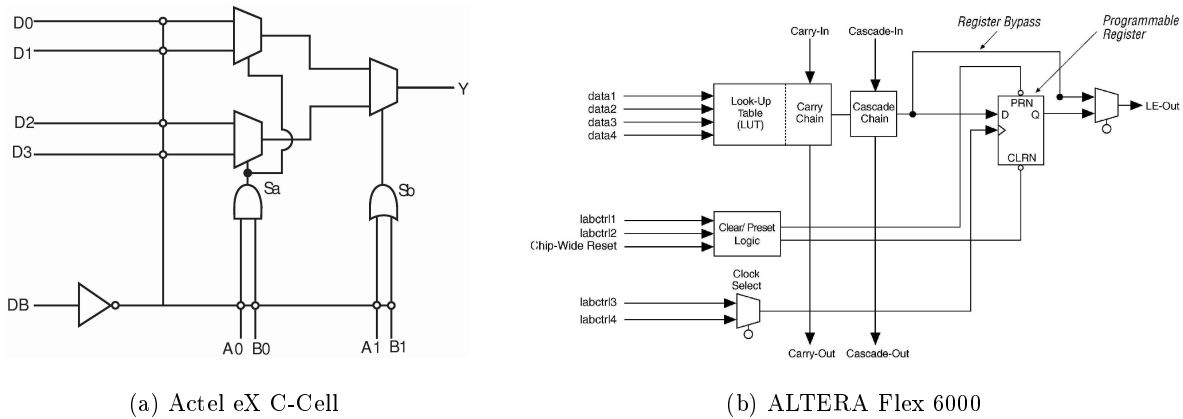 D0
D1
D2
D3
DB
Sa
Sb
Y
A0 B0
A1 B1
(a) Actel eX C-Cell
Register Bypass
Programmable
Register
Carry-In
Cascade-In
data1
data2
data3
data4
Look-Up
Table
(LUT)
Carry
Chain
Cascade
Chain
PRN
D
Q
CLRN
LE-Out
labctrl1
labctrl2
Chip-Wide Reset
Clear/ Preset
Logic
Clock
Select
labctrl3
labctrl4
Carry-Out
Cascade-Out
(b) ALTERA Flex 6000